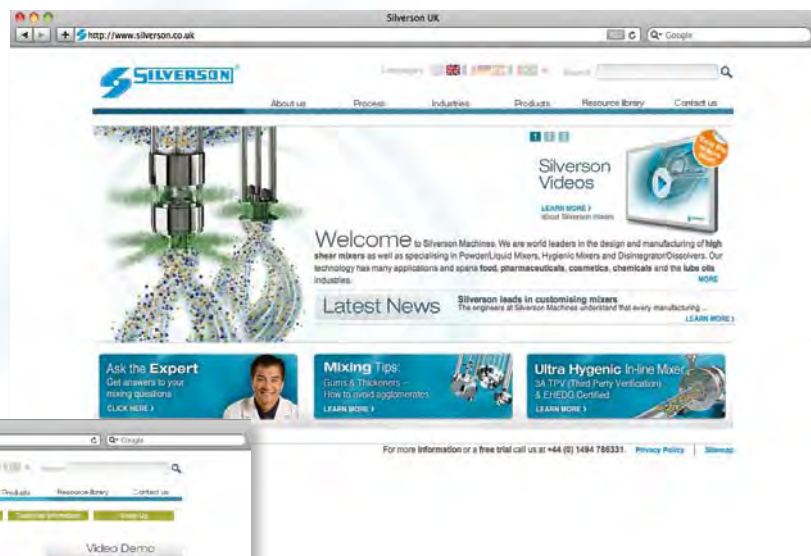 Silverson UK
http://www.silverson.co.uk
Google
SILVERSON®
About us Process Industries Products Resource library Contact us
1 2 3
Silverson
Videos
LEARN MORE >
about Silverson mixers
Welcome to Silverson Machines. We are world leaders in the design and manufacturing of high
shear mixers as well as specialising in Powder/Liquid Mixers, Hygienic Mixers and Disintegrator/Dissolvers. Our
technology has many applications and spans food, pharmaceuticals, cosmetics, chemicals and the lube oils
industries.
MORE
Latest News
Silverson leads in customising mixers
The engineers at Silverson Machines understand that every manufacturing ...
LEARN MORE >
Ask the Expert
Get answers to your
mixing questions
CLICK HERE >
Mixing Tips:
Gums & Thickeners –
How to avoid agglomerates
LEARN MORE >
Ultra Hygenic In-line Mixer
3A TPV (Third Party Verification)
& EHEDG Certified
LEARN MORE >
For more information or a free trial call us at +44 (0) 1494 786331. Privacy Policy | Sitemap
Google
Products Resource library Contact us
Video Demo